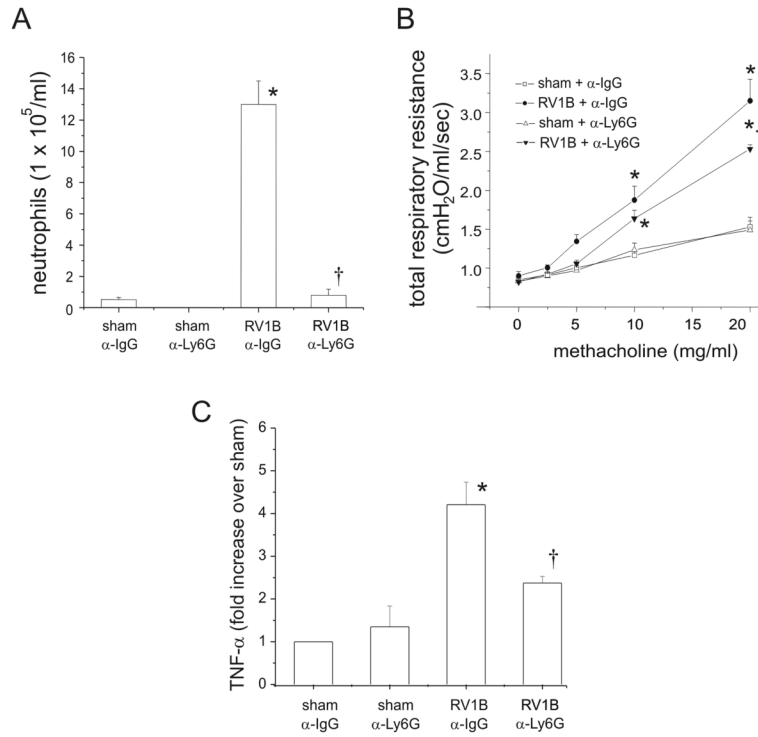 A
neutrophils (1 x 10⁵/ml)
16
14
12
10
8
6
4
2
0
*
†
sham
α-IgG
sham
α-Ly6G
RV1B
α-IgG
RV1B
α-Ly6G
B
total respiratory resistance
(cmH₂O/ml/sec)
3.5
3.0
2.5
2.0
1.5
1.0
sham + α-IgG
RV1B + α-IgG
sham + α-Ly6G
RV1B + α-Ly6G
*
*.
*
*
0
5
10
15
20
methacholine (mg/ml)
C
TNF-α (fold increase over sham)
6
5
4
3
2
1
0
*
†
sham
α-IgG
sham
α-Ly6G
RV1B
α-IgG
RV1B
α-Ly6G